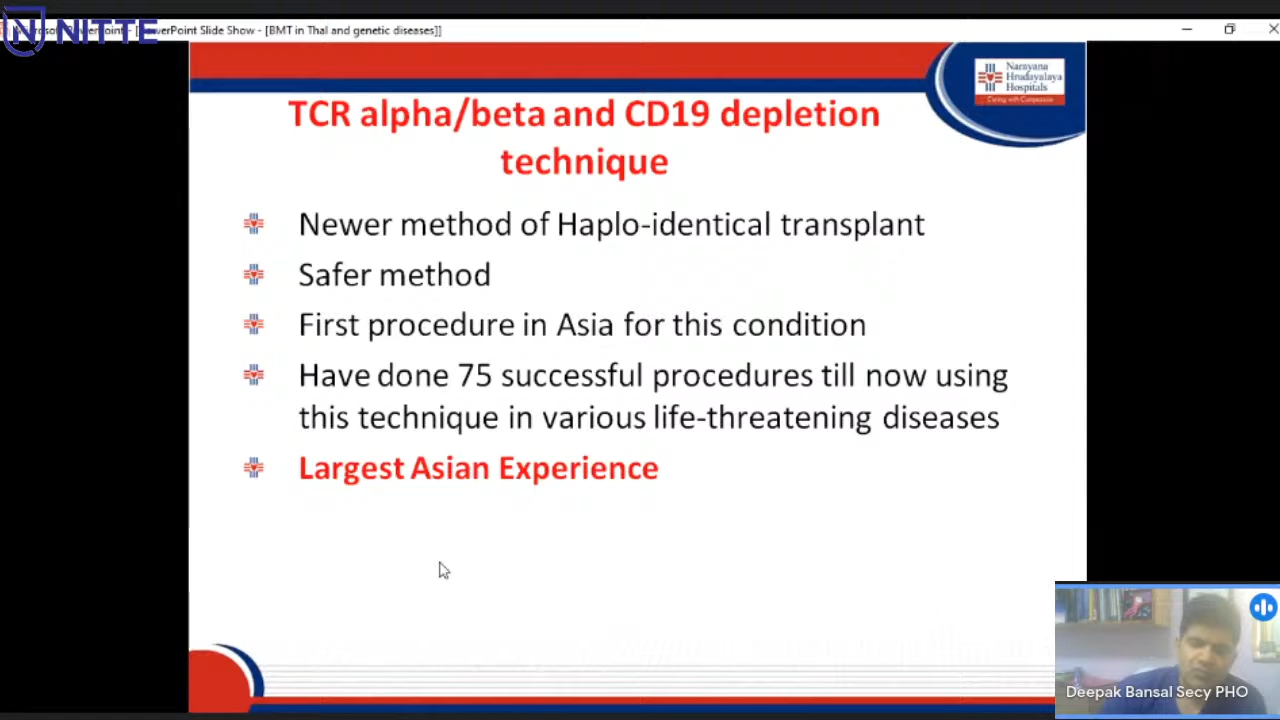 Microsoft PowerPoint - [PowerPoint Slide Show - [BMT in Thal and genetic diseases]]
NITTE
Narayana
Hrudayalaya
Hospitals
Caring with Compassion
TCR alpha/beta and CD19 depletion
technique
Newer method of Haplo-identical transplant
Safer method
First procedure in Asia for this condition
Have done 75 successful procedures till now using
this technique in various life-threatening diseases
Largest Asian Experience
Deepak Bansal Secy PHO